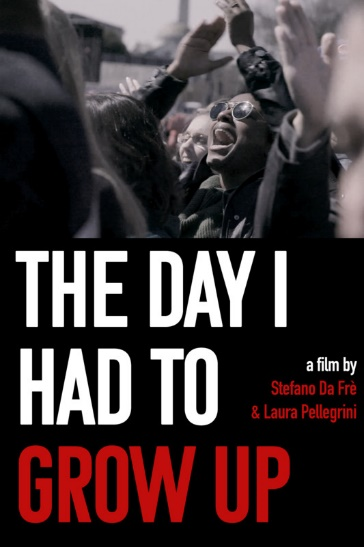 THE DAY I
HAD TO
GROW UP
a film by
Stefano Da Frè
& Laura Pellegrini